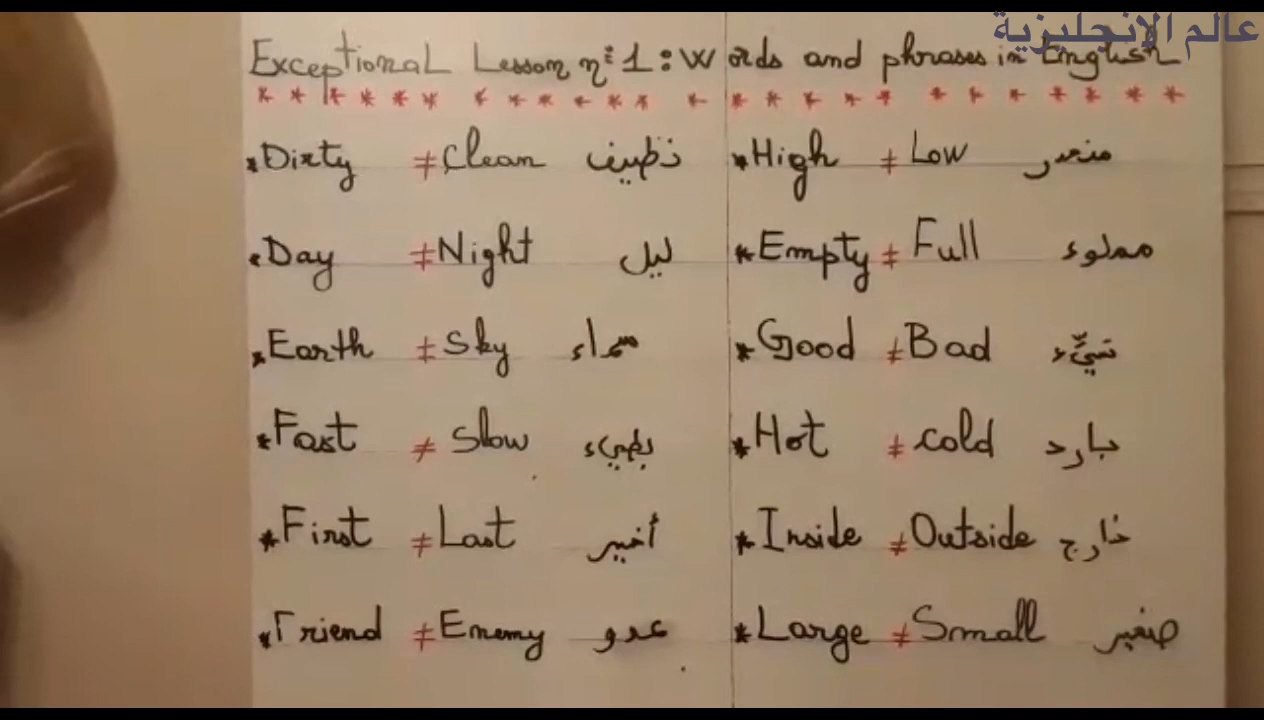 عالم الإنجليزية
Exceptional Lesson n°1: Words and phrases in English
* * * * * * * * * * * * * * * * * * * * * * * * * *
*Dirty ≠ Clean نظيف
*Day ≠ Night ليل
*Earth ≠ Sky سماء
*Fast ≠ Slow بطيء
*First ≠ Last أخير
*Friend ≠ Enemy عدو
*High ≠ Low
*Empty ≠ Full مملوء
*Good ≠ Bad سيّء
*Hot ≠ cold بارد
*Inside ≠ Outside خارج
*Large ≠ Small صغير